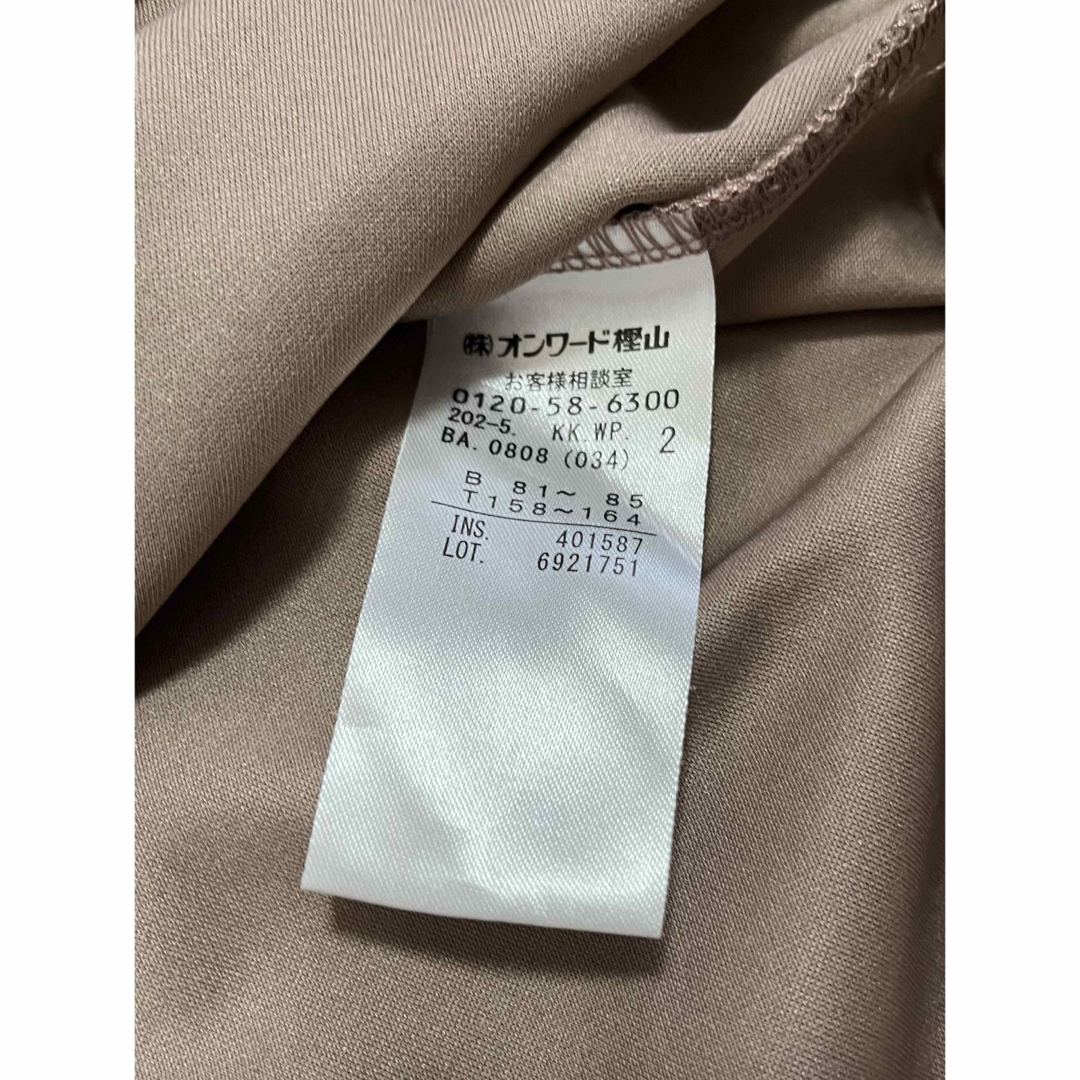 ㈱オンワード樫山
お客様相談室
0120-58-6300
202-5. KK.WP. 2
BA. 0808 (034)
B 81～ 85
T 158～164
INS. 401587
LOT. 6921751